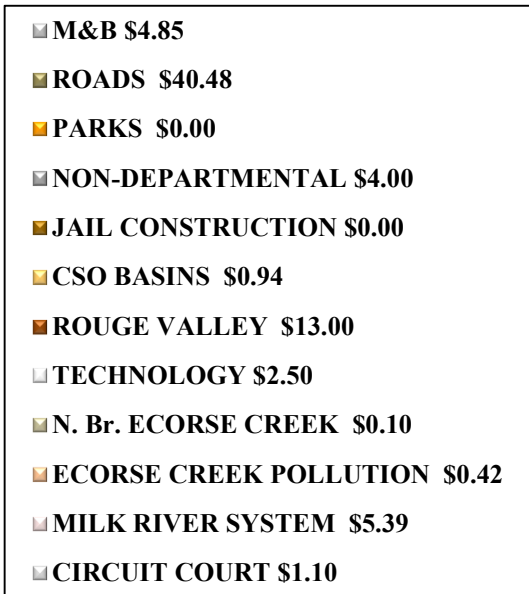 M&B $4.85
ROADS $40.48
PARKS $0.00
NON-DEPARTMENTAL $4.00
JAIL CONSTRUCTION $0.00
CSO BASINS $0.94
ROUGE VALLEY $13.00
TECHNOLOGY $2.50
N. Br. ECORSE CREEK $0.10
ECORSE CREEK POLLUTION $0.42
MILK RIVER SYSTEM $5.39
CIRCUIT COURT $1.10